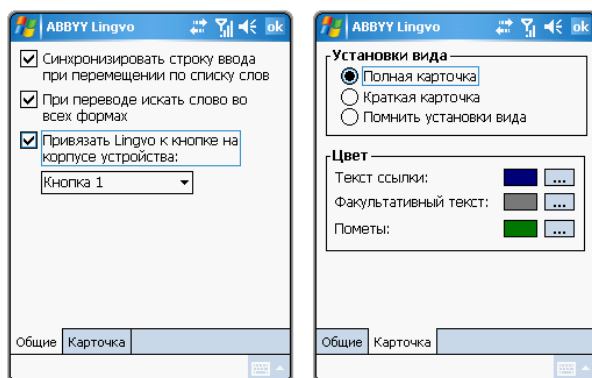 ABBYY Lingvo ok
Синхронизировать строку ввода
при перемещении по списку слов
При переводе искать слово во
всех формах
Привязать Lingvo к кнопке на
корпусе устройства:
Кнопка 1
Общие Карточка
ABBYY Lingvo ok
Установки вида
Полная карточка
Краткая карточка
Помнить установки вида
Цвет
Текст ссылки: ...
Факультативный текст: ...
Пометы: ...
Общие Карточка